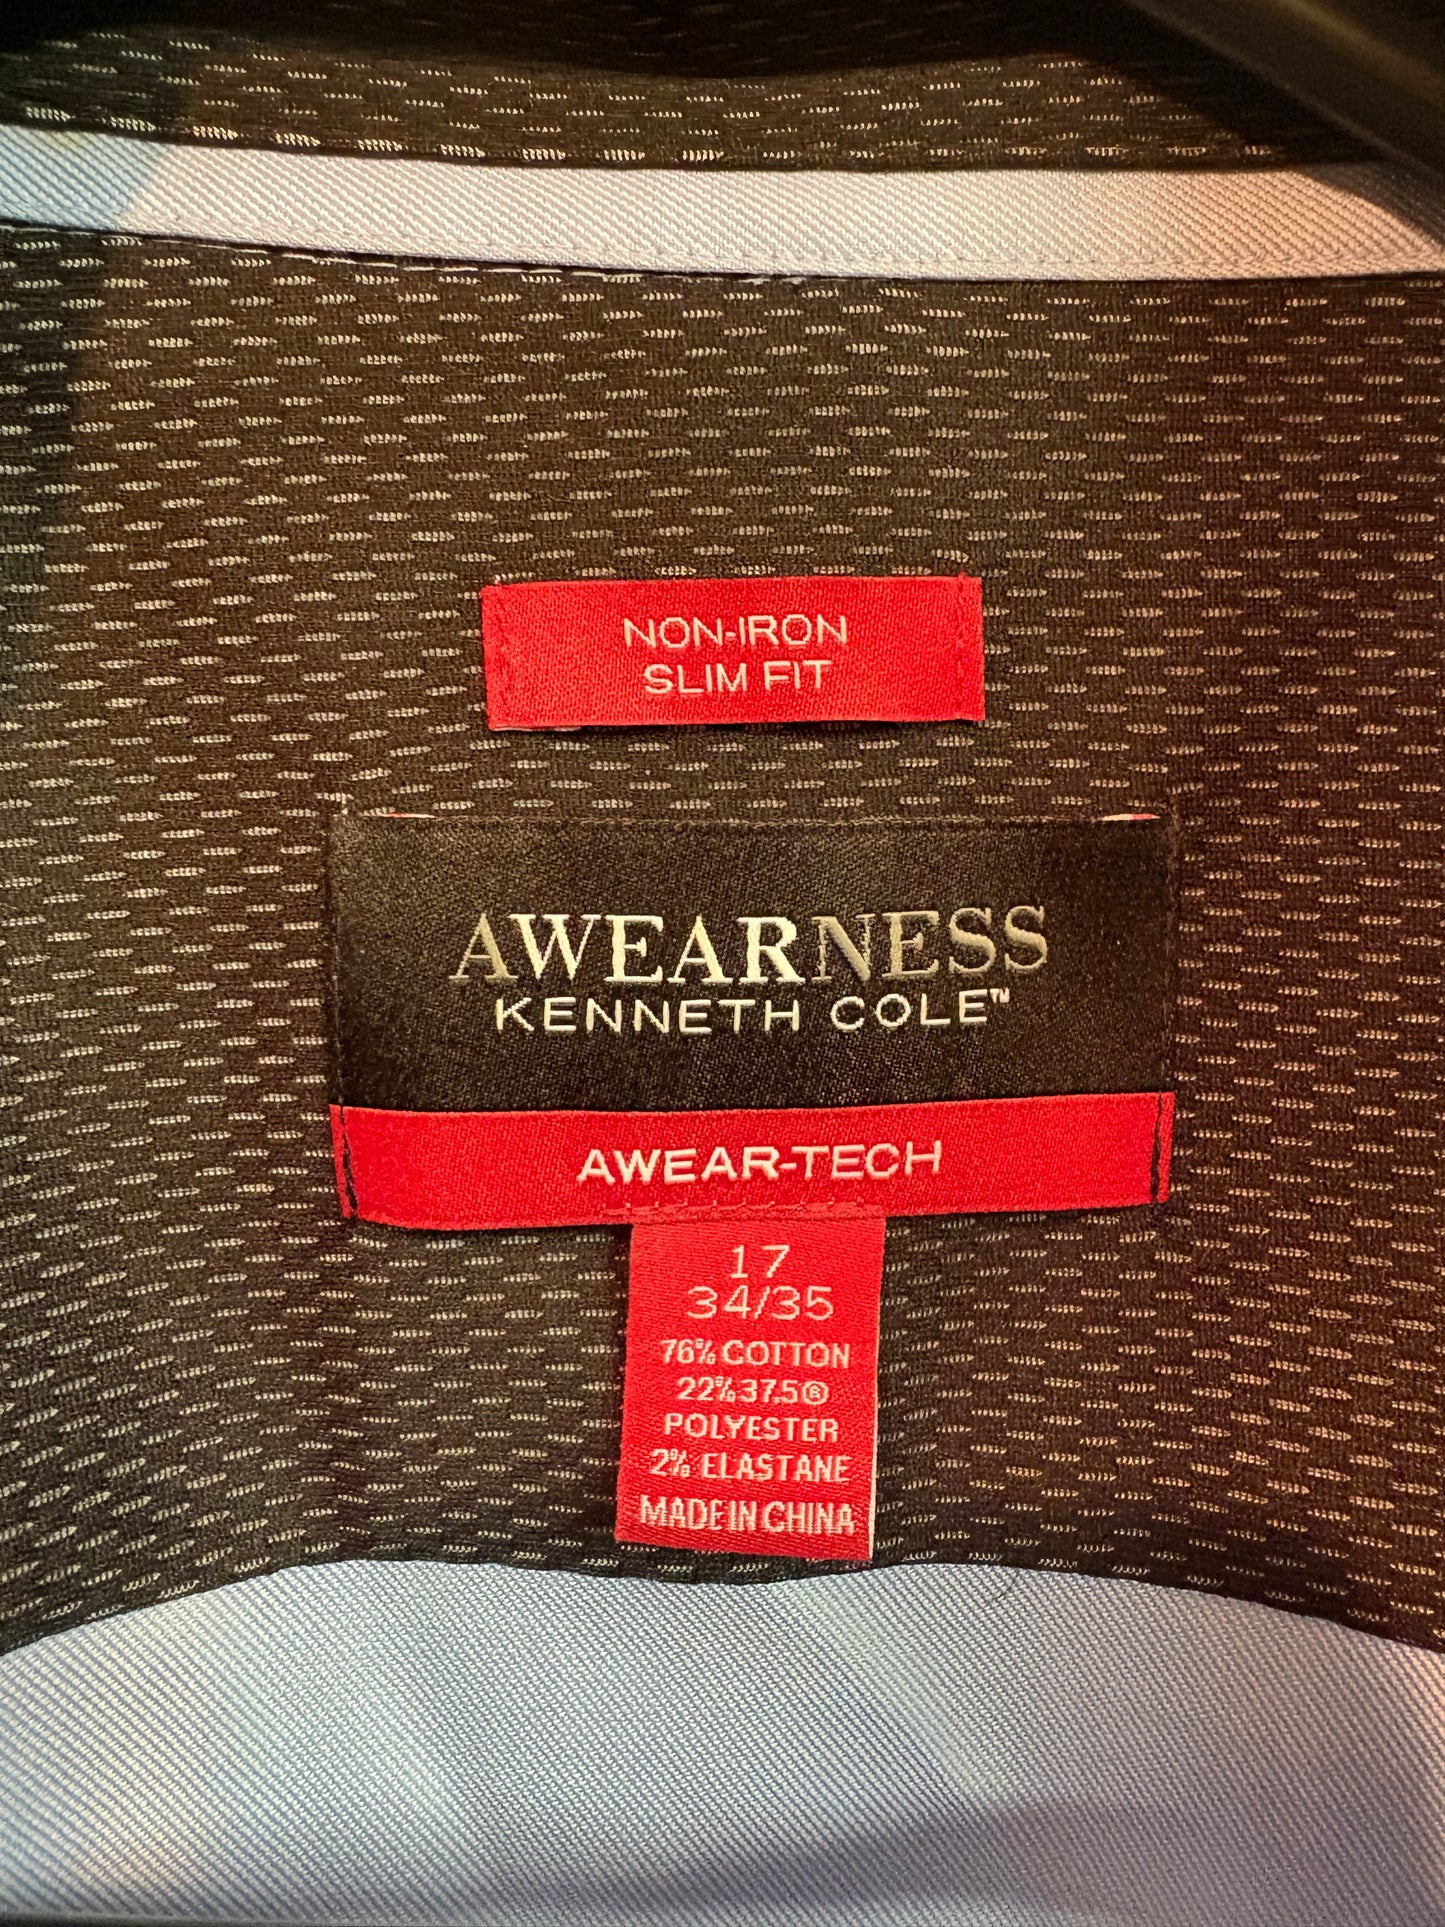 NON-IRON
SLIM FIT
AWEARNESS
KENNETH COLE™
AWEAR-TECH
17
34/35
76% COTTON
22% 37.5®
POLYESTER
2% ELASTANE
MADE IN CHINA